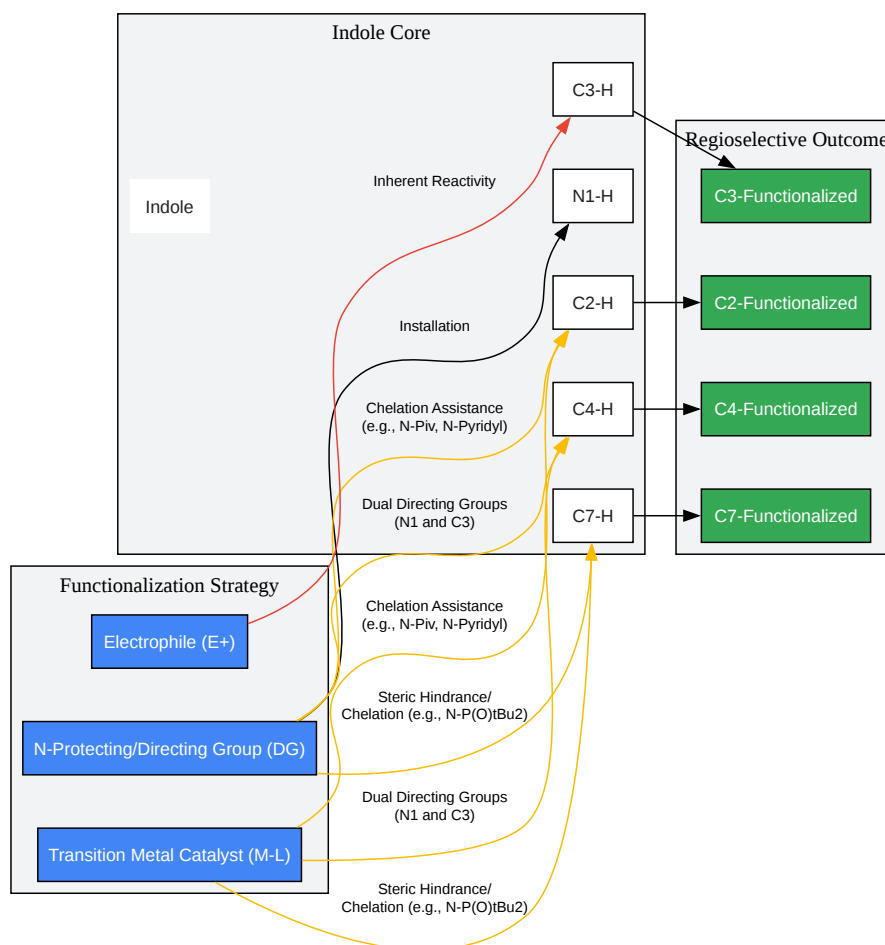 Indole Core
C3-H
Regioselective Outcome
Inherent Reactivity
Indole
N1-H
C3-Functionalized
C2-H
C2-Functionalized
Installation
Chelation Assistance
(e.g., N-Piv, N-Pyridyl)
C4-H
C4-Functionalized
Dual Directing Groups
(N1 and C3)
C7-H
C7-Functionalized
Functionalization Strategy
Electrophile (E+)
Chelation Assistance
(e.g., N-Piv, N-Pyridyl)
N-Protecting/Directing Group (DG)
Steric Hindrance/
Chelation (e.g., N-P(O)tBu2)
Dual Directing Groups
(N1 and C3)
Transition Metal Catalyst (M-L)
Steric Hindrance/
Chelation (e.g., N-P(O)tBu2)